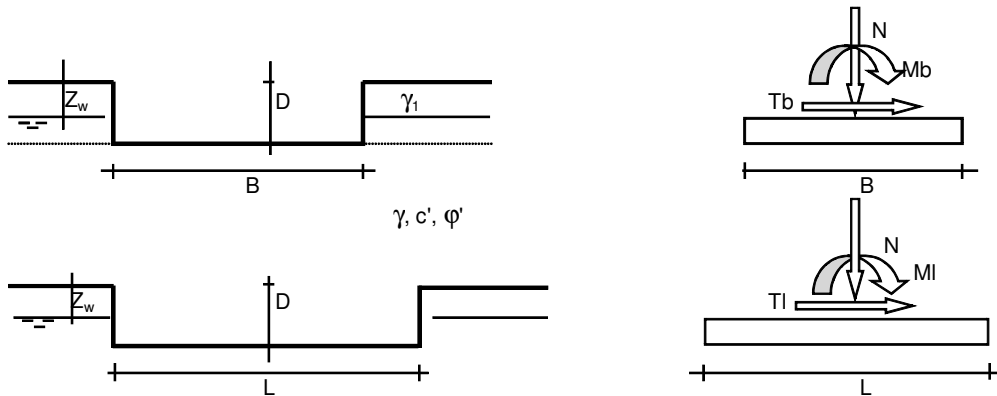 N
Mb
Z_w D γ₁ Tb
B B
γ, c', φ'
N
Ml
Z_w D Tl
L L